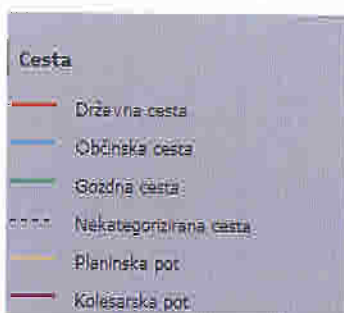 Cesta
Državna cesta
Občinska cesta
Gozdna cesta
Nekategorizirana cesta
Planinska pot
Kolesarska pot